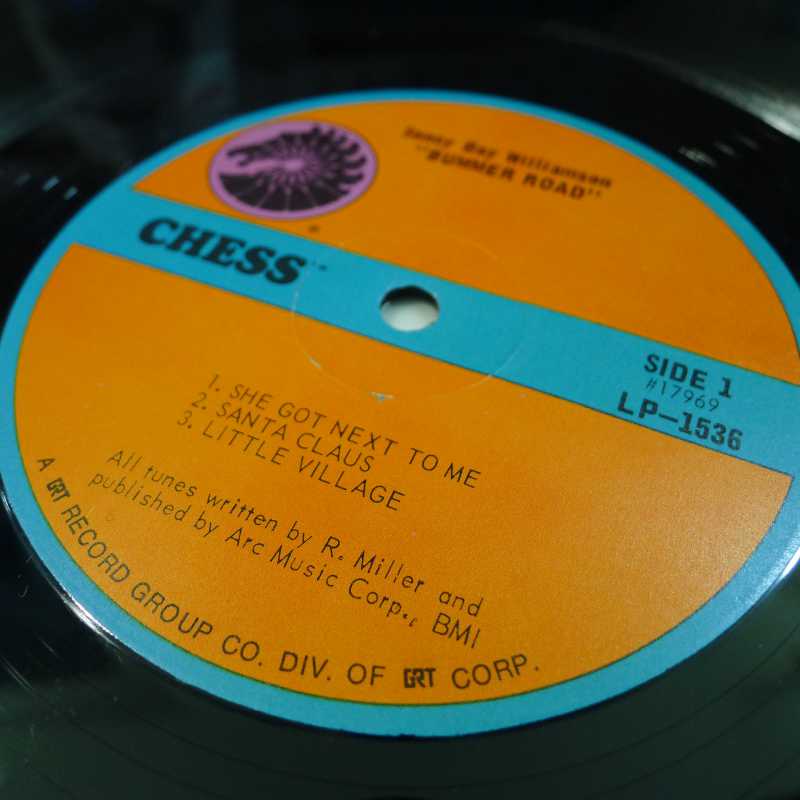 Sonny Boy Williamson
"BUMMER ROAD"
CHESS™
SIDE 1
#17969
LP-1536
1. SHE GOT NEXT TO ME
2. SANTA CLAUS
3. LITTLE VILLAGE
All tunes written by R. Miller and
published by Arc Music Corp., BMI
A GRT RECORD GROUP CO. DIV. OF GRT CORP.